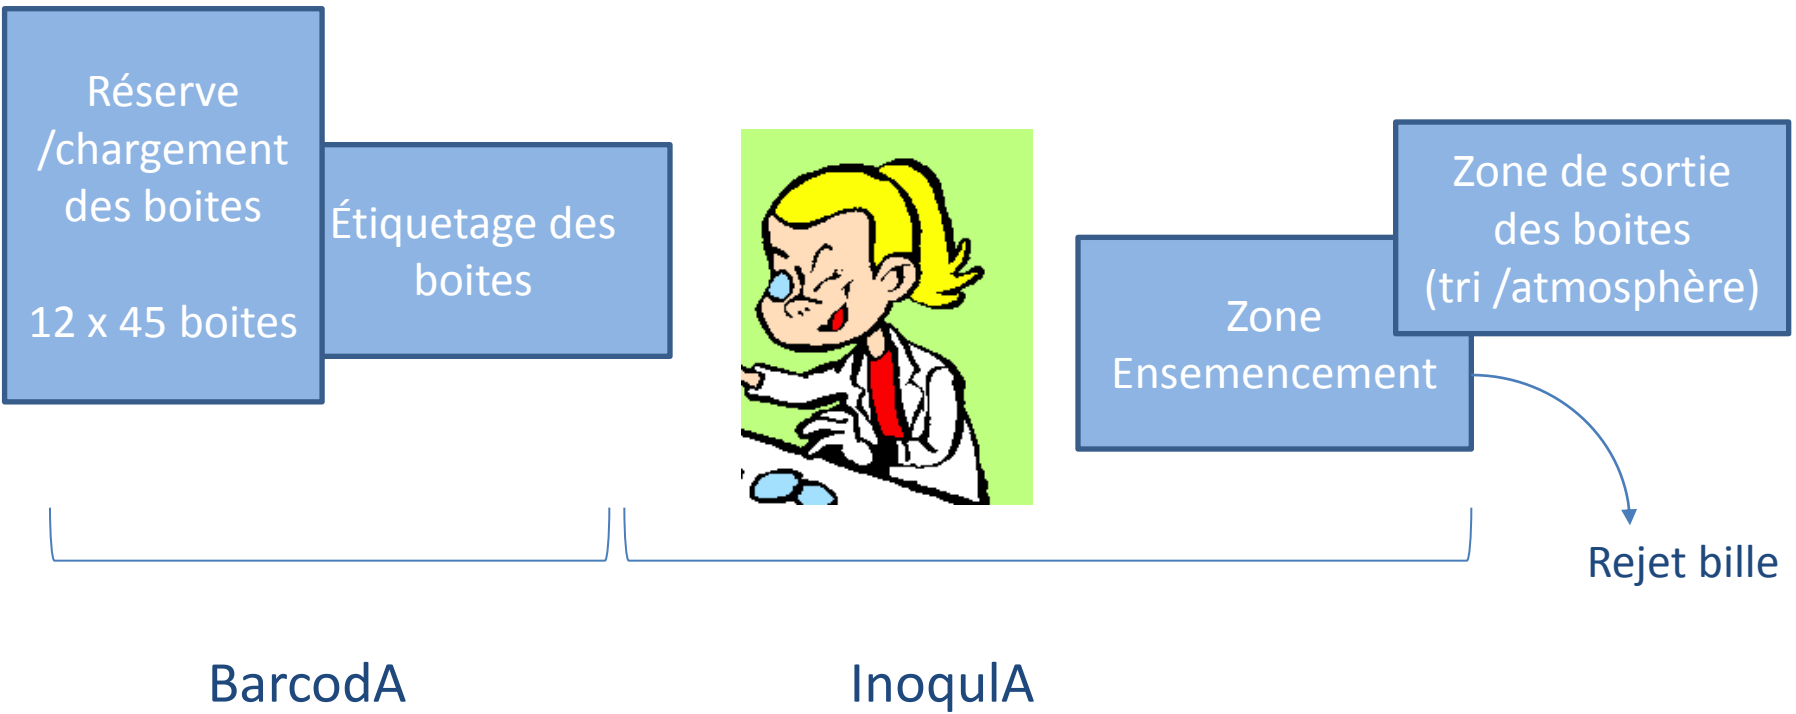 Réserve
/chargement
des boites
12 x 45 boites
Étiquetage des
boites
Zone
Ensemencement
Zone de sortie
des boites
(tri /atmosphère)
Rejet bille
BarcodA
InoqulA